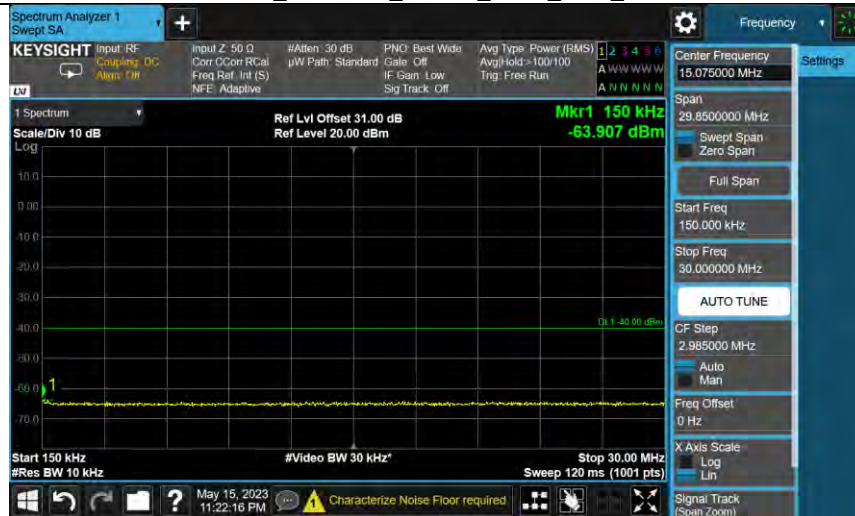 Spectrum Analyzer 1
Swept SA
+
Frequency
KEYSIGHT
Input: RF
Coupling: DC
Align: Off
Input Z: 50 Ω
Corr CCorr RCal
Freq Ref: Int (S)
NFE: Adaptive
#Atten: 30 dB
µW Path: Standard
PNO: Best Wide
Gate: Off
IF Gain: Low
Sig Track: Off
Avg Type: Power (RMS)
Avg|Hold:>100/100
Trig: Free Run
1 2 3 4 5 6
A W W W W W
A N N N N N
LXI
Center Frequency
15.075000 MHz
Settings
Span
29.8500000 MHz
Swept Span
Zero Span
Full Span
Start Freq
150.000 kHz
Stop Freq
30.000000 MHz
AUTO TUNE
CF Step
2.985000 MHz
Auto
Man
Freq Offset
0 Hz
X Axis Scale
Log
Lin
Signal Track
(Span Zoom)
1 Spectrum
Scale/Div 10 dB
Log
Ref Lvl Offset 31.00 dB
Ref Level 20.00 dBm
Mkr1 150 kHz
-63.907 dBm
10.0
0.00
-10.0
-20.0
-30.0
-40.0
DL1 -40.00 dBm
-50.0
-60.0
1
-70.0
Start 150 kHz
#Video BW 30 kHz*
Stop 30.00 MHz
#Res BW 10 kHz
Sweep 120 ms (1001 pts)
?
May 15, 2023
11:22:16 PM
Characterize Noise Floor required